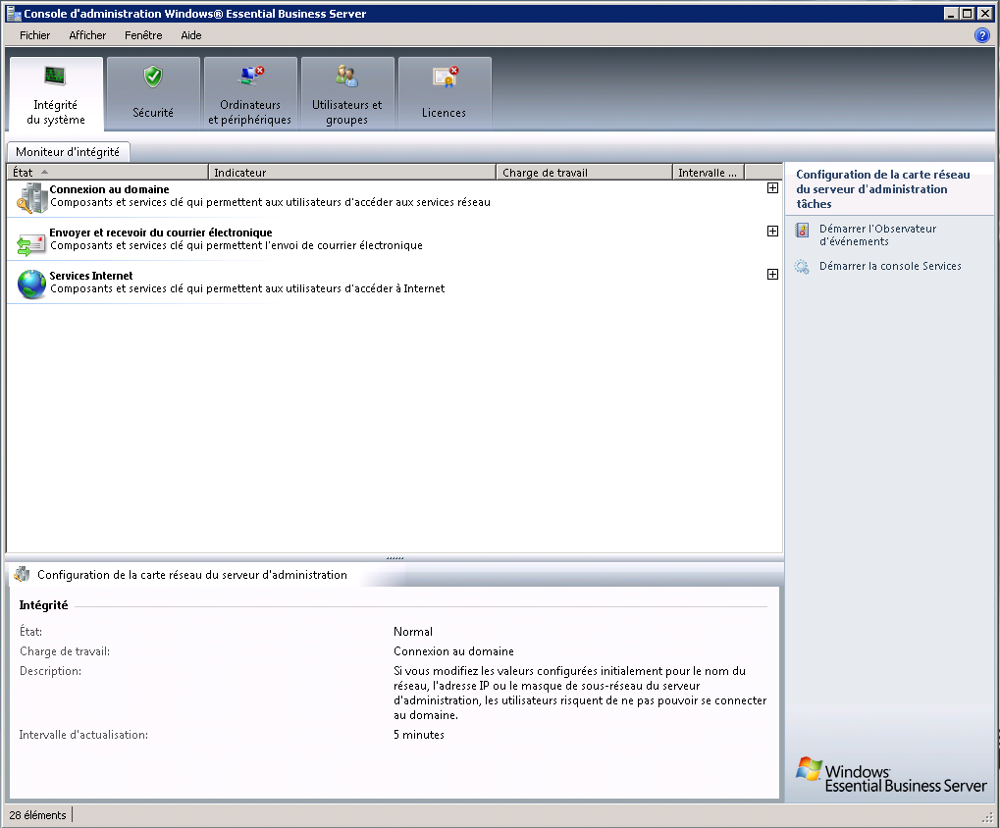 Console d'administration Windows® Essential Business Server
Fichier Afficher Fenêtre Aide
Intégrité
du système
Sécurité
Ordinateurs
et périphériques
Utilisateurs et
groupes
Licences
Moniteur d'intégrité
État Indicateur Charge de travail Intervalle ...
Connexion au domaine
Composants et services clé qui permettent aux utilisateurs d'accéder aux services réseau
Envoyer et recevoir du courrier électronique
Composants et services clé qui permettent l'envoi de courrier électronique
Services Internet
Composants et services clé qui permettent aux utilisateurs d'accéder à Internet
Configuration de la carte réseau
du serveur d'administration
tâches
Démarrer l'Observateur
d'événements
Démarrer la console Services
Configuration de la carte réseau du serveur d'administration
Intégrité
État: Normal
Charge de travail: Connexion au domaine
Description: Si vous modifiez les valeurs configurées initialement pour le nom du
réseau, l'adresse IP ou le masque de sous-réseau du serveur
d'administration, les utilisateurs risquent de ne pas pouvoir se connecter
au domaine.
Intervalle d'actualisation: 5 minutes
Windows
Essential Business Server
28 éléments